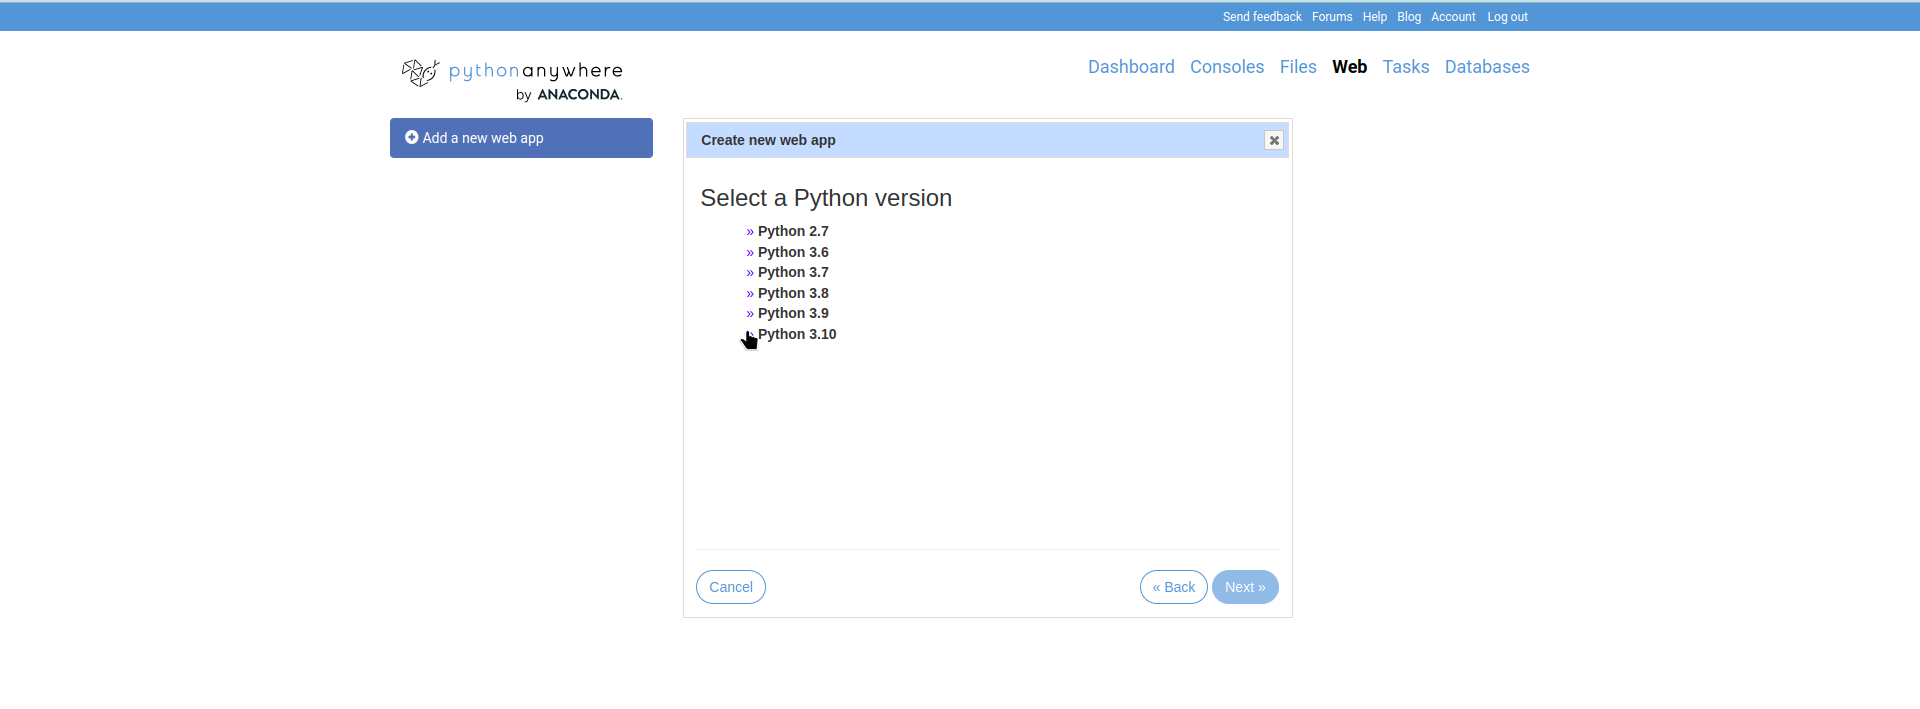 Send feedback Forums Help Blog Account Log out
pythonanywhere
by ANACONDA.
Dashboard Consoles Files Web Tasks Databases
Add a new web app
Create new web app
Select a Python version
» Python 2.7
» Python 3.6
» Python 3.7
» Python 3.8
» Python 3.9
» Python 3.10
Cancel
« Back
Next »